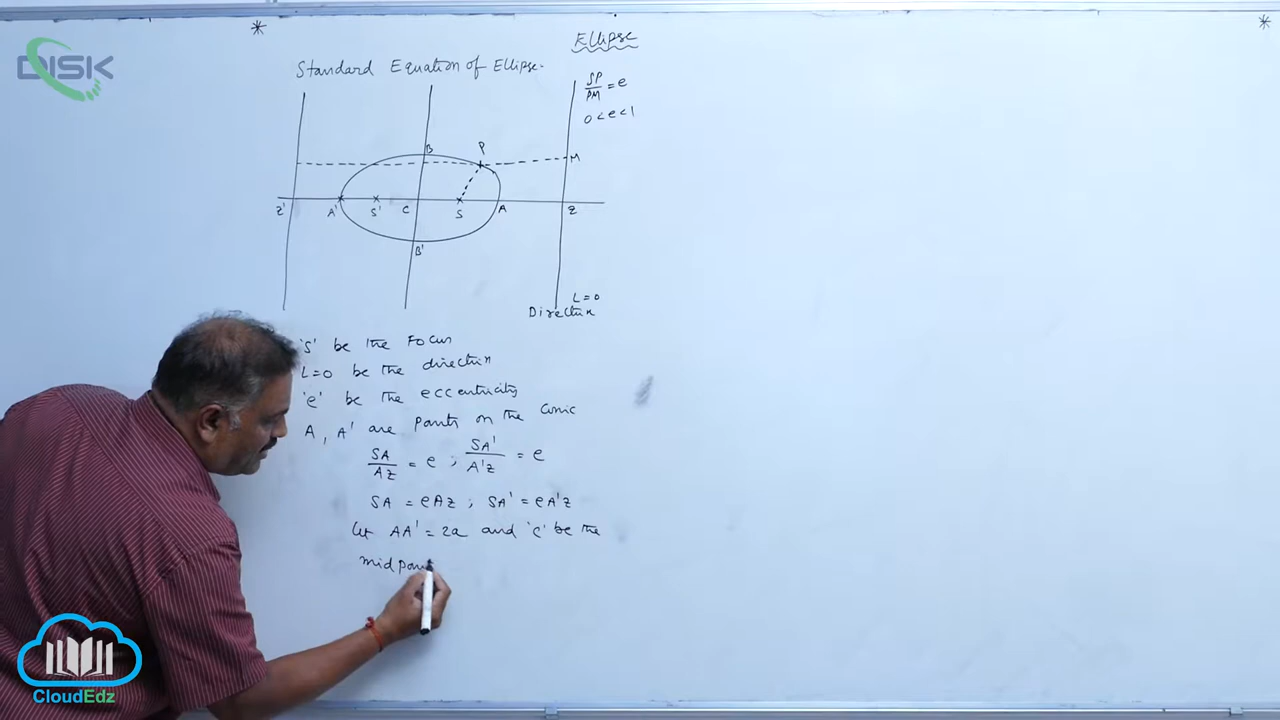 DISK
*
*
Ellipse
Standard Equation of Ellipse.
SP/PM = e
0 < e < 1
B
P
M
Z'
A'
S'
C
S
A
Z
B'
L = 0
Directrix
'S' be the Focus
L = 0 be the directrix
'e' be the eccentricity
A, A' are points on the conic
SA/AZ = e ; SA'/A'Z = e
SA = eAZ ; SA' = eA'Z
Let AA' = 2a and 'C' be the
midpoint
CloudEdz